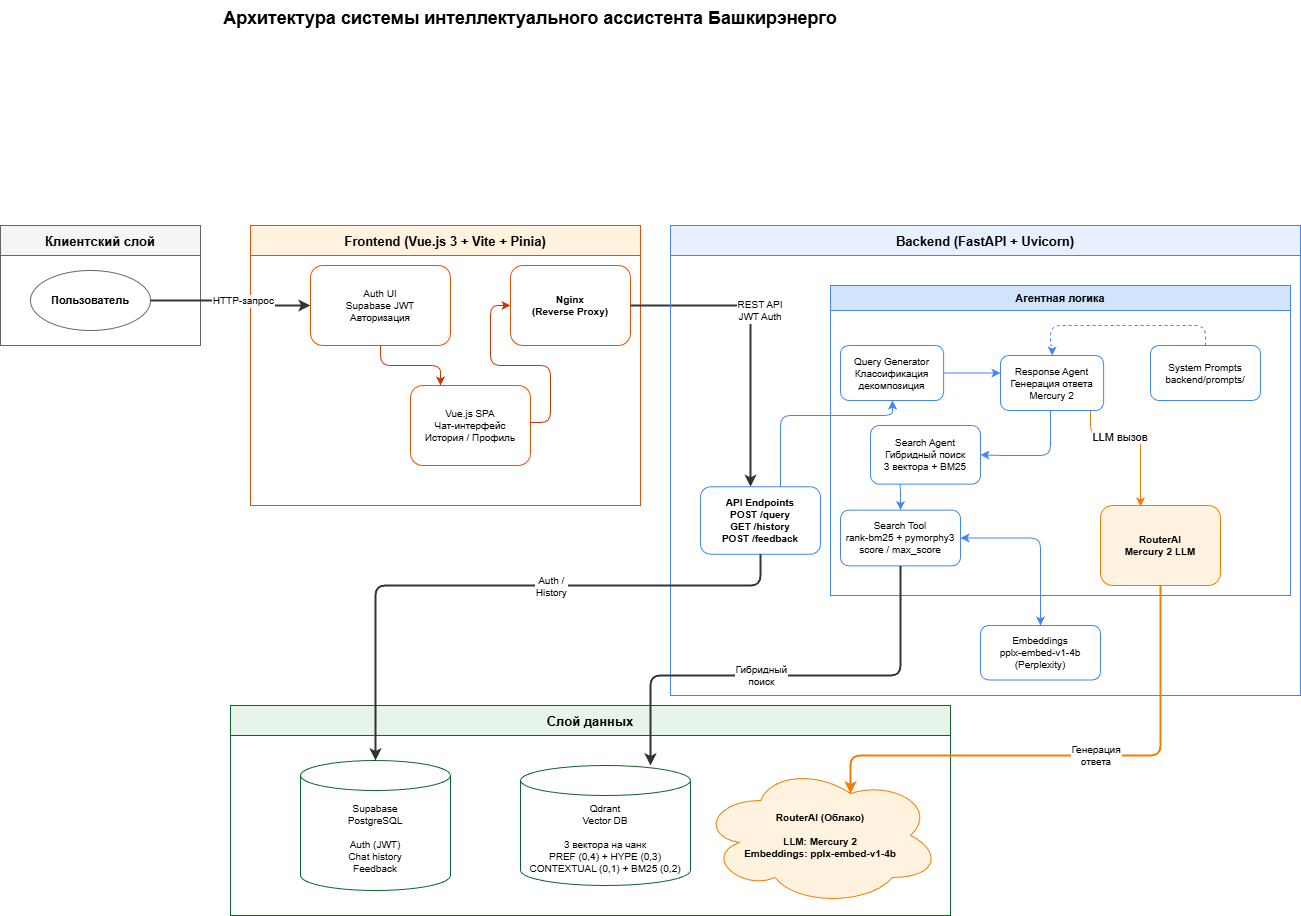 Архитектура системы интеллектуального ассистента Башкирэнерго
Клиентский слой
Пользователь
HTTP-запрос
Frontend (Vue.js 3 + Vite + Pinia)
Auth UI
Supabase JWT
Авторизация
Nginx
(Reverse Proxy)
Vue.js SPA
Чат-интерфейс
История / Профиль
REST API
JWT Auth
Backend (FastAPI + Uvicorn)
Агентная логика
Query Generator
Классификация
декомпозиция
Response Agent
Генерация ответа
Mercury 2
System Prompts
backend/prompts/
LLM вызов
Search Agent
Гибридный поиск
3 вектора + BM25
API Endpoints
POST /query
GET /history
POST /feedback
Search Tool
rank-bm25 + pymorphy3
score / max_score
RouterAI
Mercury 2 LLM
Embeddings
pplx-embed-v1-4b
(Perplexity)
Auth /
History
Гибридный
поиск
Генерация
ответа
Слой данных
Supabase
PostgreSQL
Auth (JWT)
Chat history
Feedback
Qdrant
Vector DB
3 вектора на чанк
PREF (0,4) + HYPE (0,3)
CONTEXTUAL (0,1) + BM25 (0,2)
RouterAI (Облако)
LLM: Mercury 2
Embeddings: pplx-embed-v1-4b